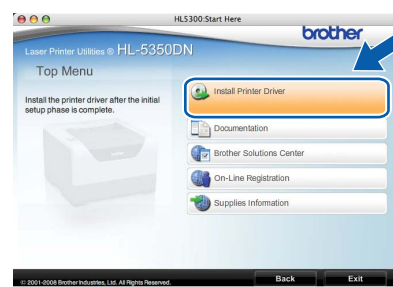 HL5300:Start Here
brother
Laser Printer Utilities ® HL-5350DN
Top Menu
Install the printer driver after the initial
setup phase is complete.
Install Printer Driver
Documentation
Brother Solutions Center
On-Line Registration
Supplies Information
© 2001-2008 Brother Industries, Ltd. All Rights Reserved.
Back
Exit